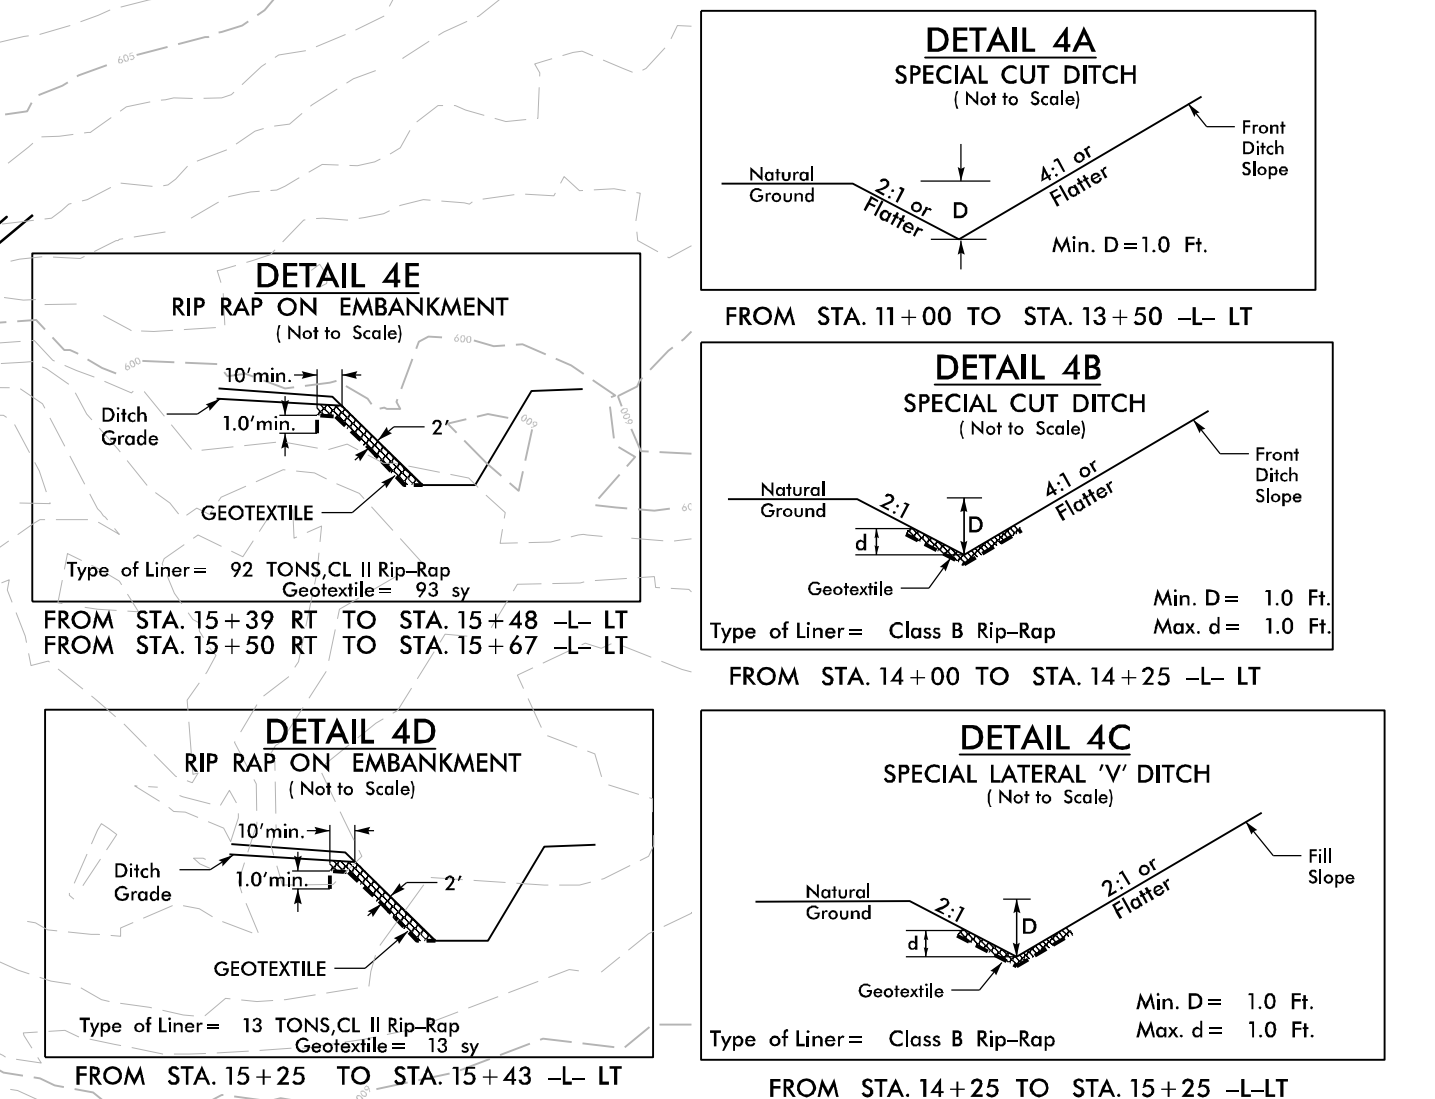 DETAIL 4A
SPECIAL CUT DITCH
( Not to Scale)
Natural
Ground
2:1 or
Flatter
D
4:1 or
Flatter
Front
Ditch
Slope
Min. D=1.0 Ft.
FROM STA. 11+00 TO STA. 13+50 -L- LT
DETAIL 4B
SPECIAL CUT DITCH
( Not to Scale)
Natural
Ground
2:1
d
D
4:1 or
Flatter
Front
Ditch
Slope
Geotextile
Min. D= 1.0 Ft.
Max. d= 1.0 Ft.
Type of Liner= Class B Rip-Rap
FROM STA. 14+00 TO STA. 14+25 -L- LT
DETAIL 4C
SPECIAL LATERAL 'V' DITCH
( Not to Scale)
Natural
Ground
2:1
d
D
2:1 or
Flatter
Fill
Slope
Geotextile
Min. D= 1.0 Ft.
Max. d= 1.0 Ft.
Type of Liner= Class B Rip-Rap
FROM STA. 14+25 TO STA. 15+25 -L-LT
605
DETAIL 4E
RIP RAP ON EMBANKMENT
( Not to Scale)
600
600
600
600
10'min.
Ditch
Grade
1.0'min.
2'
GEOTEXTILE
Type of Liner= 92 TONS,CL II Rip-Rap
Geotextile= 93 sy
FROM STA. 15+39 RT TO STA. 15+48 -L- LT
FROM STA. 15+50 RT TO STA. 15+67 -L- LT
DETAIL 4D
RIP RAP ON EMBANKMENT
( Not to Scale)
10'min.
Ditch
Grade
1.0'min.
2'
GEOTEXTILE
Type of Liner= 13 TONS,CL II Rip-Rap
Geotextile= 13 sy
FROM STA. 15+25 TO STA. 15+43 -L- LT